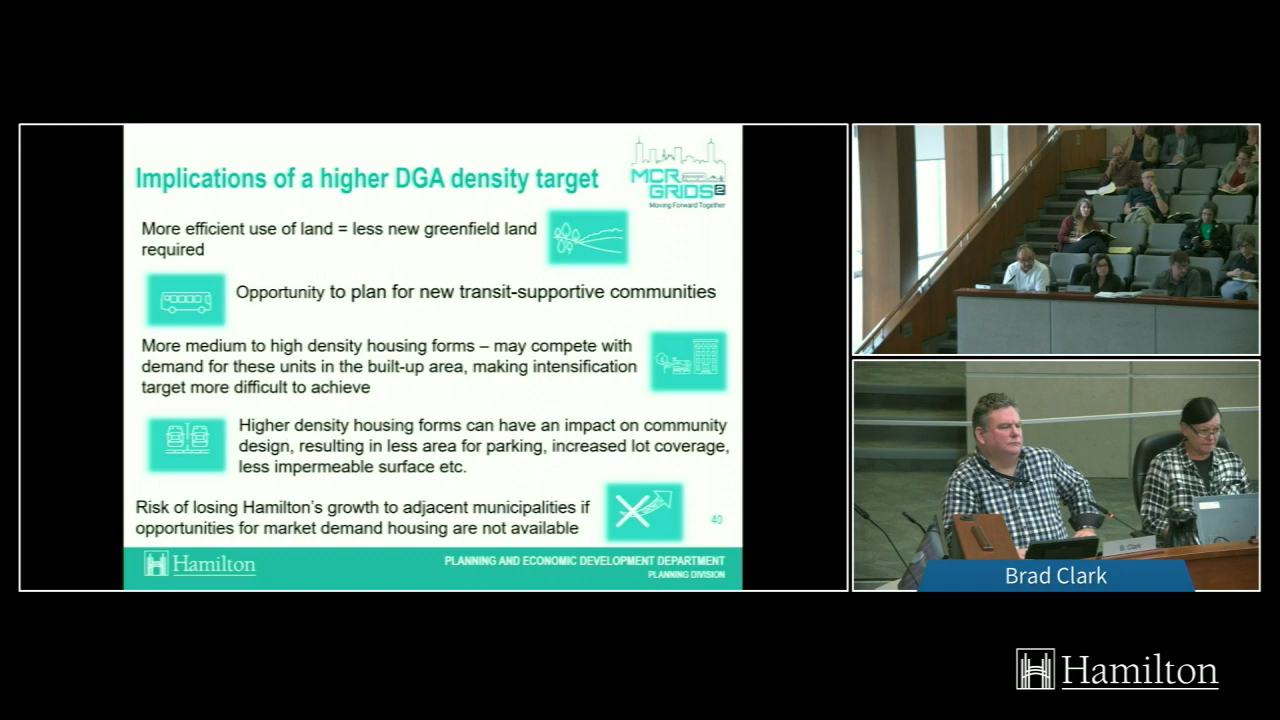 Implications of a higher DGA density target
MCR
GRIDS2
Moving Forward Together
More efficient use of land = less new greenfield land
required
Opportunity to plan for new transit-supportive communities
More medium to high density housing forms – may compete with
demand for these units in the built-up area, making intensification
target more difficult to achieve
Higher density housing forms can have an impact on community
design, resulting in less area for parking, increased lot coverage,
less impermeable surface etc.
Risk of losing Hamilton's growth to adjacent municipalities if
opportunities for market demand housing are not available
40
Hamilton
PLANNING AND ECONOMIC DEVELOPMENT DEPARTMENT
PLANNING DIVISION
B. Clark
Brad Clark
Hamilton